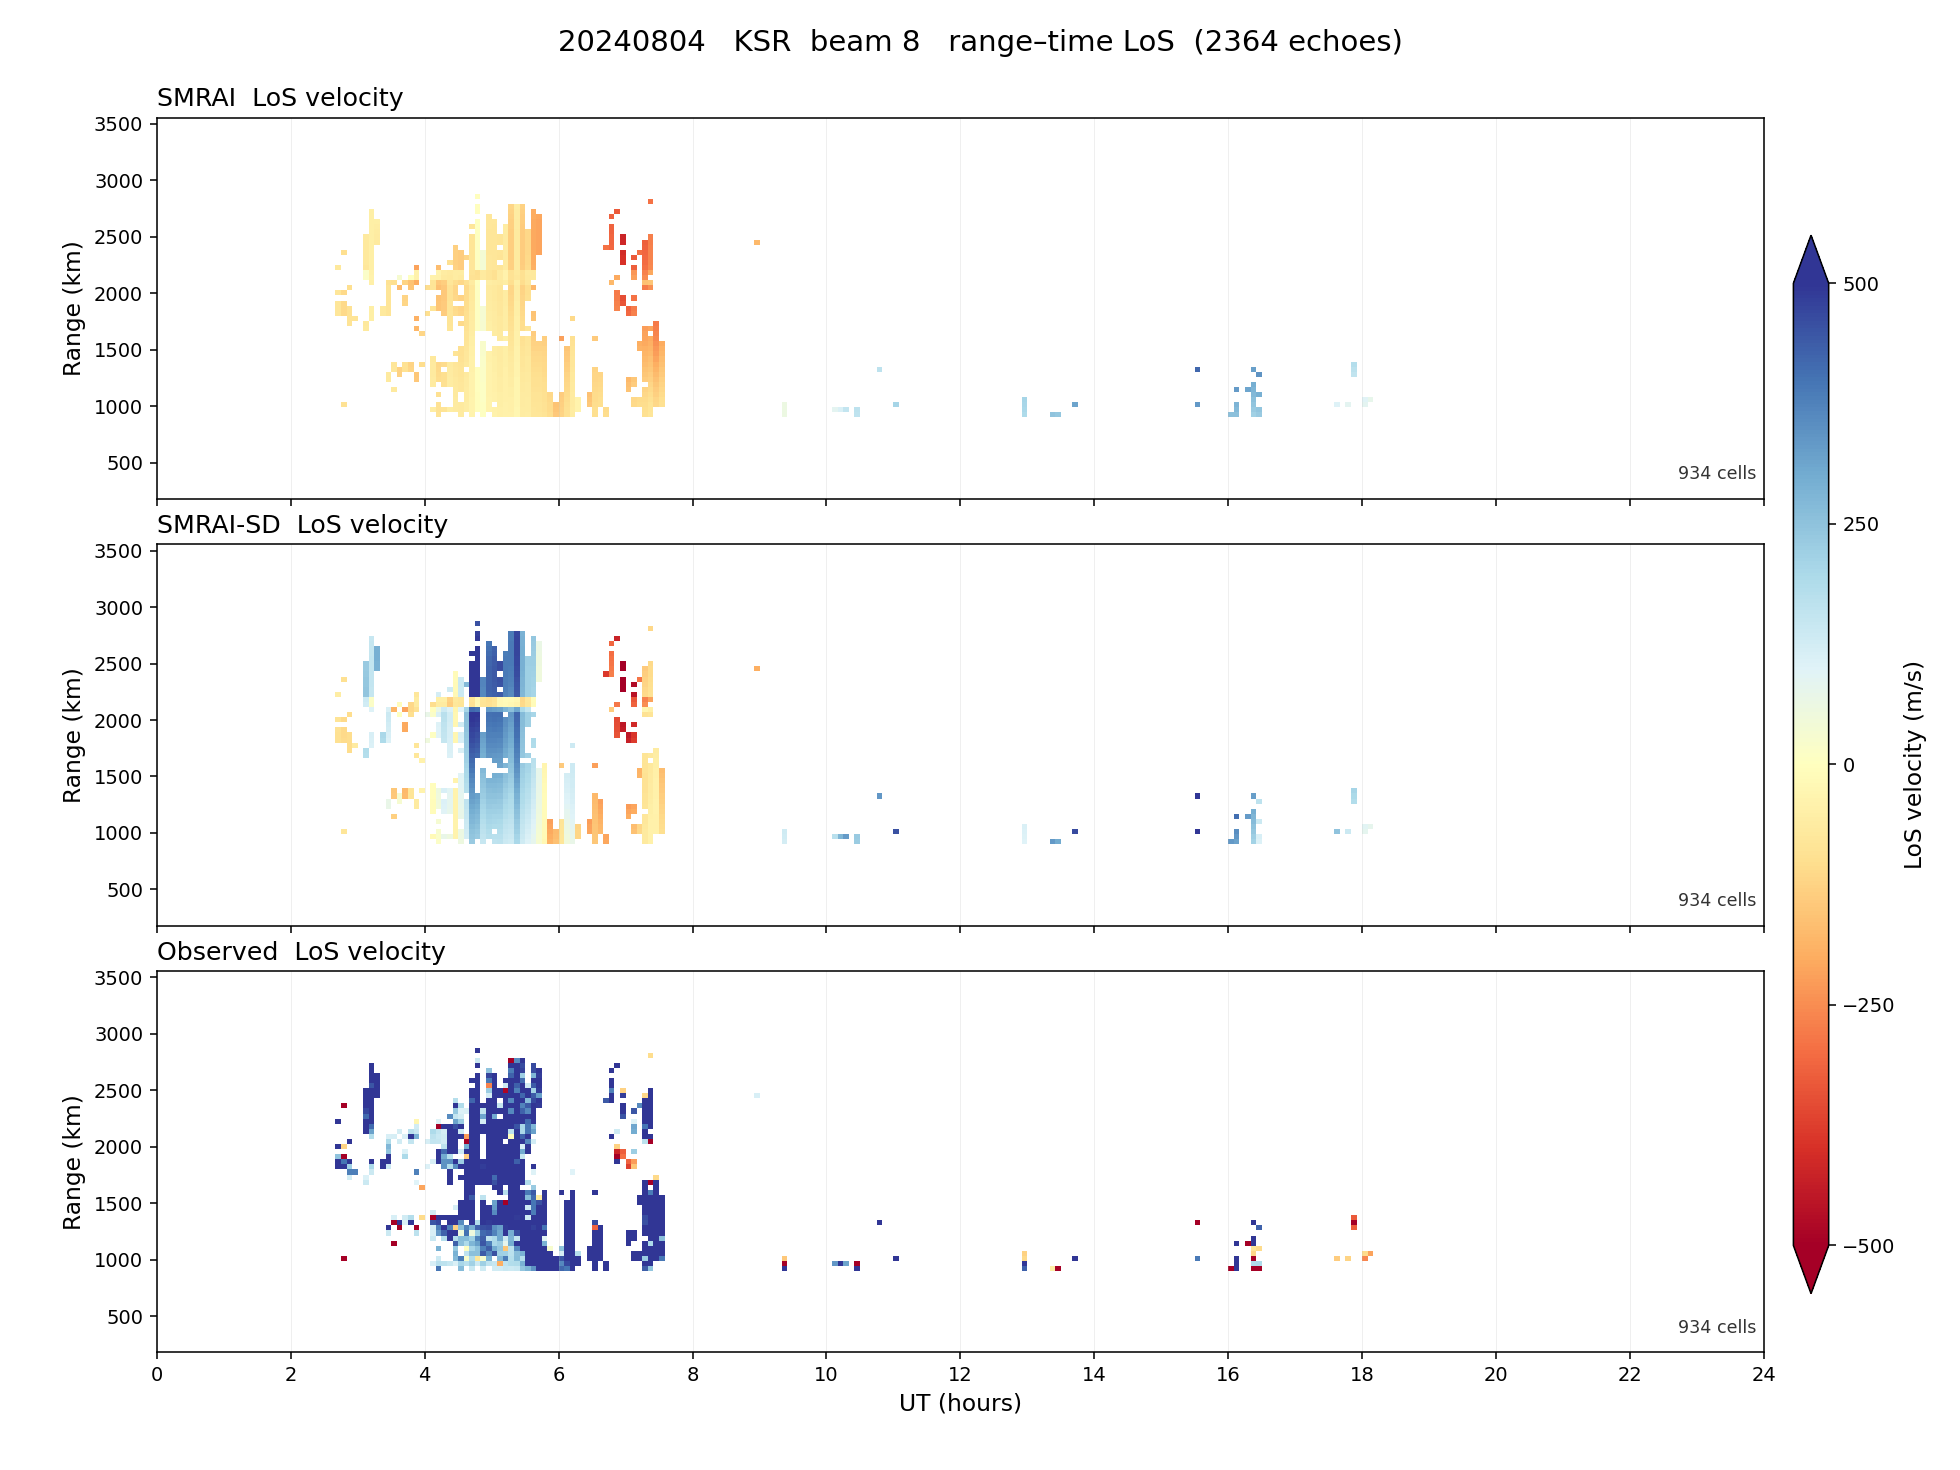 20240804   KSR  beam 8   range–time LoS  (2364 echoes)
SMRAI  LoS velocity
3500
3000
2500
2000
1500
1000
500
Range (km)
934 cells
SMRAI-SD  LoS velocity
3500
3000
2500
2000
1500
1000
500
Range (km)
934 cells
Observed  LoS velocity
3500
3000
2500
2000
1500
1000
500
Range (km)
934 cells
0 2 4 6 8 10 12 14 16 18 20 22 24
UT (hours)
500
250
0
−250
−500
LoS velocity (m/s)